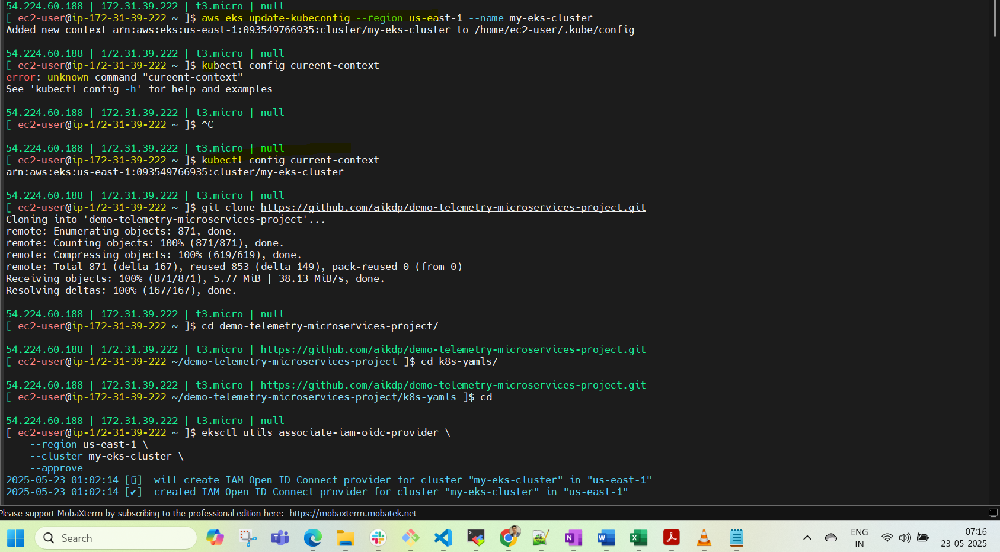 54.224.60.188 | 172.31.39.222 | t3.micro | null
[ ec2-user@ip-172-31-39-222 ~ ]$ aws eks update-kubeconfig --region us-east-1 --name my-eks-cluster
Added new context arn:aws:eks:us-east-1:093549766935:cluster/my-eks-cluster to /home/ec2-user/.kube/config
54.224.60.188 | 172.31.39.222 | t3.micro | null
[ ec2-user@ip-172-31-39-222 ~ ]$ kubectl config cureent-context
error: unknown command "cureent-context"
See 'kubectl config -h' for help and examples
54.224.60.188 | 172.31.39.222 | t3.micro | null
[ ec2-user@ip-172-31-39-222 ~ ]$ ^C
54.224.60.188 | 172.31.39.222 | t3.micro | null
[ ec2-user@ip-172-31-39-222 ~ ]$ kubectl config current-context
arn:aws:eks:us-east-1:093549766935:cluster/my-eks-cluster
54.224.60.188 | 172.31.39.222 | t3.micro | null
[ ec2-user@ip-172-31-39-222 ~ ]$ git clone https://github.com/aikdp/demo-telemetry-microservices-project.git
Cloning into 'demo-telemetry-microservices-project'...
remote: Enumerating objects: 871, done.
remote: Counting objects: 100% (871/871), done.
remote: Compressing objects: 100% (619/619), done.
remote: Total 871 (delta 167), reused 853 (delta 149), pack-reused 0 (from 0)
Receiving objects: 100% (871/871), 5.77 MiB | 38.13 MiB/s, done.
Resolving deltas: 100% (167/167), done.
54.224.60.188 | 172.31.39.222 | t3.micro | null
[ ec2-user@ip-172-31-39-222 ~ ]$ cd demo-telemetry-microservices-project/
54.224.60.188 | 172.31.39.222 | t3.micro | https://github.com/aikdp/demo-telemetry-microservices-project.git
[ ec2-user@ip-172-31-39-222 ~/demo-telemetry-microservices-project ]$ cd k8s-yamls/
54.224.60.188 | 172.31.39.222 | t3.micro | https://github.com/aikdp/demo-telemetry-microservices-project.git
[ ec2-user@ip-172-31-39-222 ~/demo-telemetry-microservices-project/k8s-yamls ]$ cd
54.224.60.188 | 172.31.39.222 | t3.micro | null
[ ec2-user@ip-172-31-39-222 ~ ]$ eksctl utils associate-iam-oidc-provider \
--region us-east-1 \
--cluster my-eks-cluster \
--approve
2025-05-23 01:02:14 [ℹ]  will create IAM Open ID Connect provider for cluster "my-eks-cluster" in "us-east-1"
2025-05-23 01:02:14 [✔]  created IAM Open ID Connect provider for cluster "my-eks-cluster" in "us-east-1"
Please support MobaXterm by subscribing to the professional edition here: https://mobaxterm.mobatek.net
Search
ENG
IN
07:16
23-05-2025